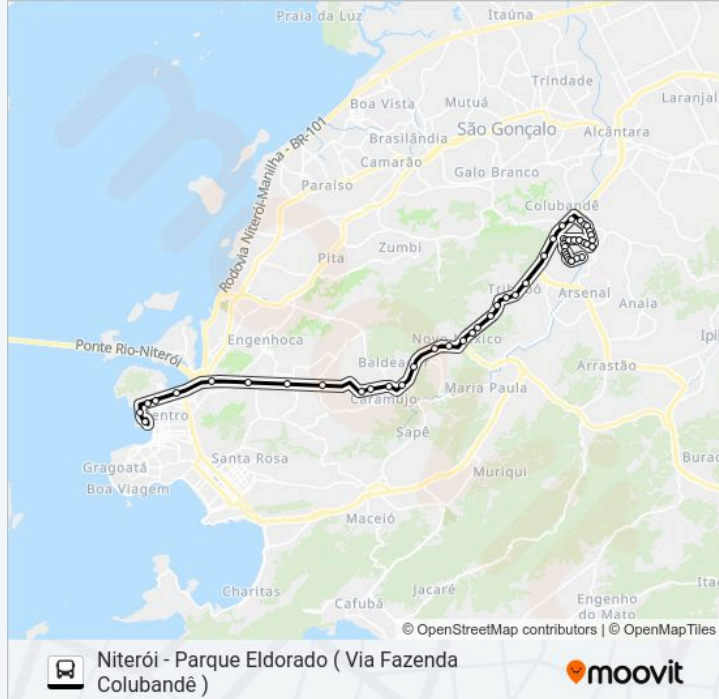 Praia da Luz
Itaúna
Trindade
Laranjal
Boa Vista
Mutuá
São Gonçalo
Alcântara
Brasilândia
Camarão
Galo Branco
Paraíso
Colubandê
Rodovia Niterói-Manilha - BR-101
Zumbi
Pita
Tribobó
Arsenal
Anaia
Ponte Rio-Niterói
Engenhoca
Novo México
Baldea
Arrastão
Maria Paula
Caramujo
Centro
Sapê
Santa Rosa
Gragoatá
Muriqui
Boa Viagem
Maceió
Charitas
Jacaré
Cafubá
Engenho
do Mato
© OpenStreetMap contributors | © OpenMapTiles
Niterói - Parque Eldorado ( Via Fazenda
Colubandê )
moovit